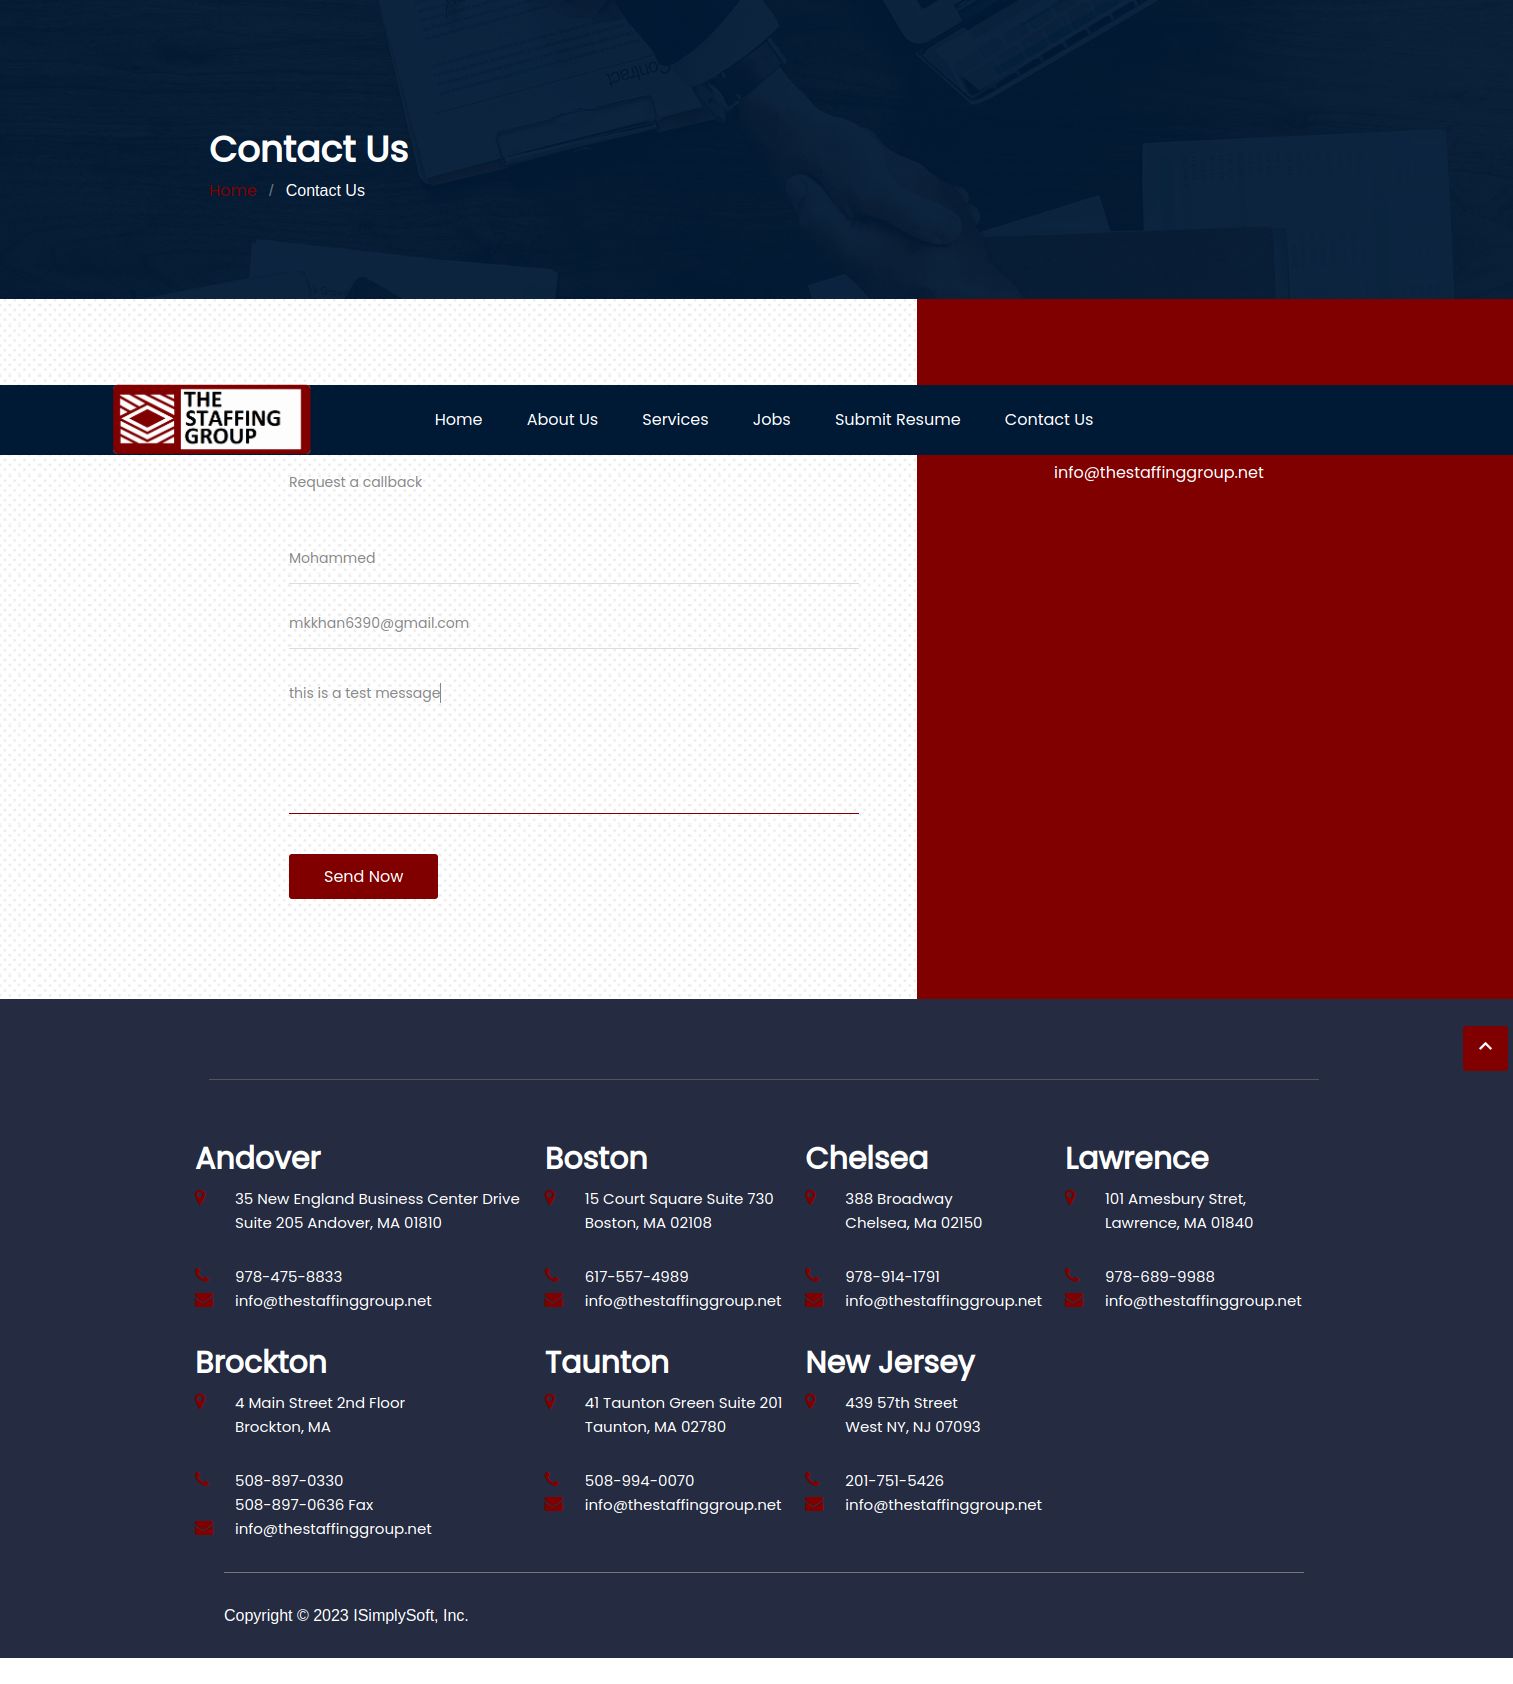 Contract
Contact Us
Home / Contact Us
THE
STAFFING
GROUP
Home
About Us
Services
Jobs
Submit Resume
Contact Us
Request a callback
info@thestaffinggroup.net
Mohammed
mkkhan6390@gmail.com
this is a test message
Send Now
Andover
35 New England Business Center Drive
Suite 205 Andover, MA 01810
978-475-8833
info@thestaffinggroup.net
Boston
15 Court Square Suite 730
Boston, MA 02108
617-557-4989
info@thestaffinggroup.net
Chelsea
388 Broadway
Chelsea, Ma 02150
978-914-1791
info@thestaffinggroup.net
Lawrence
101 Amesbury Stret,
Lawrence, MA 01840
978-689-9988
info@thestaffinggroup.net
Brockton
4 Main Street 2nd Floor
Brockton, MA
508-897-0330
508-897-0636 Fax
info@thestaffinggroup.net
Taunton
41 Taunton Green Suite 201
Taunton, MA 02780
508-994-0070
info@thestaffinggroup.net
New Jersey
439 57th Street
West NY, NJ 07093
201-751-5426
info@thestaffinggroup.net
Copyright © 2023 ISimplySoft, Inc.